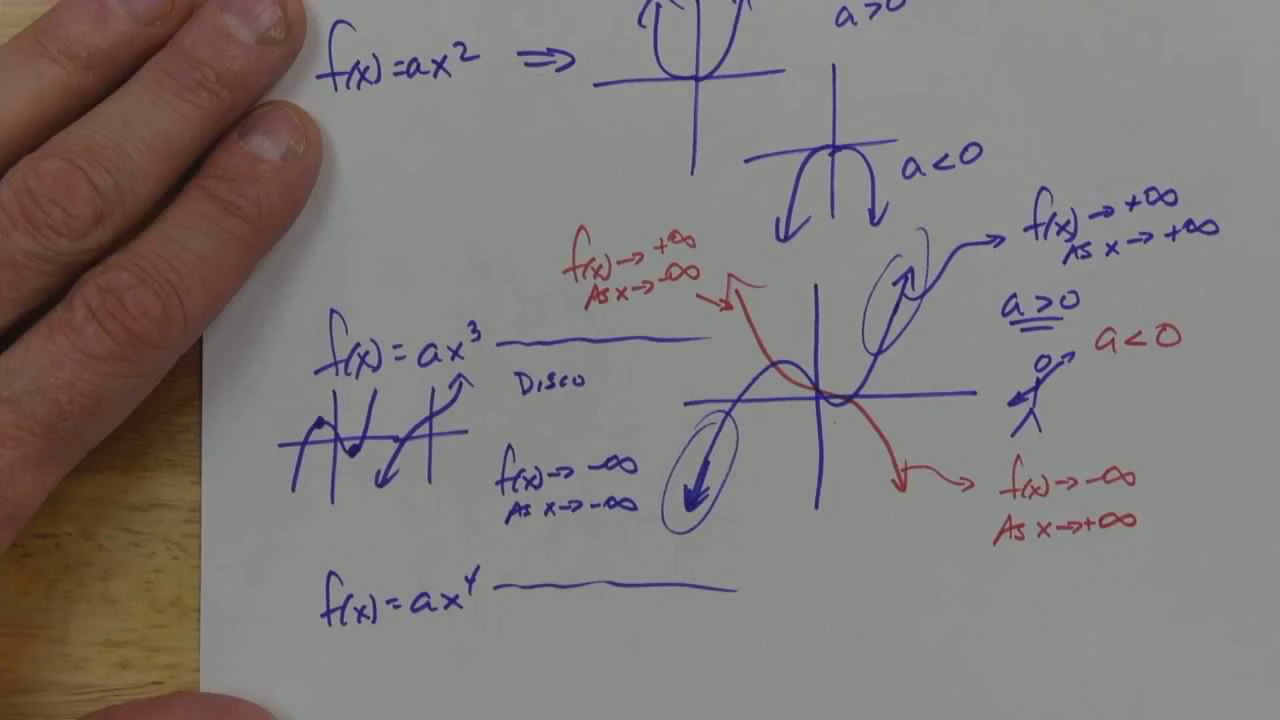 f(x)=ax² ⇒
a>0
a<0
f(x)→+∞
As x→+∞
f(x)→+∞
As x→-∞
a>0
a<0
f(x)=ax³
Disco
f(x)→-∞
As x→-∞
f(x)→-∞
As x→+∞
f(x)=ax⁴